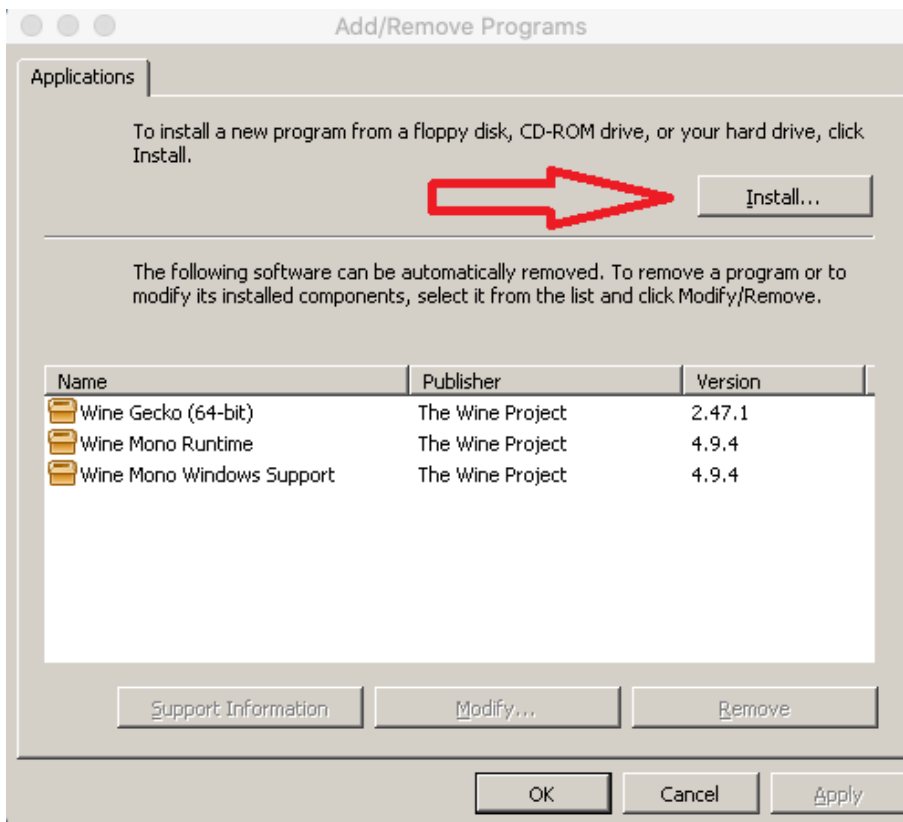 Add/Remove Programs
Applications
To install a new program from a floppy disk, CD-ROM drive, or your hard drive, click
Install.
Install...
The following software can be automatically removed. To remove a program or to
modify its installed components, select it from the list and click Modify/Remove.
Name Publisher Version
Wine Gecko (64-bit) The Wine Project 2.47.1
Wine Mono Runtime The Wine Project 4.9.4
Wine Mono Windows Support The Wine Project 4.9.4
Support Information Modify... Remove
OK Cancel Apply